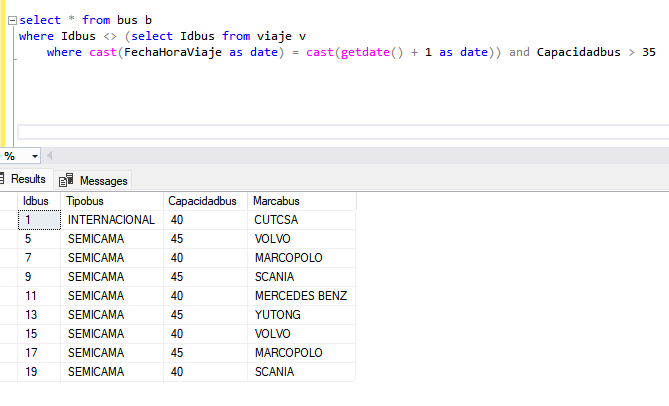 select * from bus b
where Idbus <> (select Idbus from viaje v
where cast(FechaHoraViaje as date) = cast(getdate() + 1 as date)) and Capacidadbus > 35
%
Results Messages
Idbus Tipobus Capacidadbus Marcabus
1 INTERNACIONAL 40 CUTCSA
5 SEMICAMA 45 VOLVO
7 SEMICAMA 40 MARCOPOLO
9 SEMICAMA 45 SCANIA
11 SEMICAMA 40 MERCEDES BENZ
13 SEMICAMA 45 YUTONG
15 SEMICAMA 40 VOLVO
17 SEMICAMA 45 MARCOPOLO
19 SEMICAMA 40 SCANIA